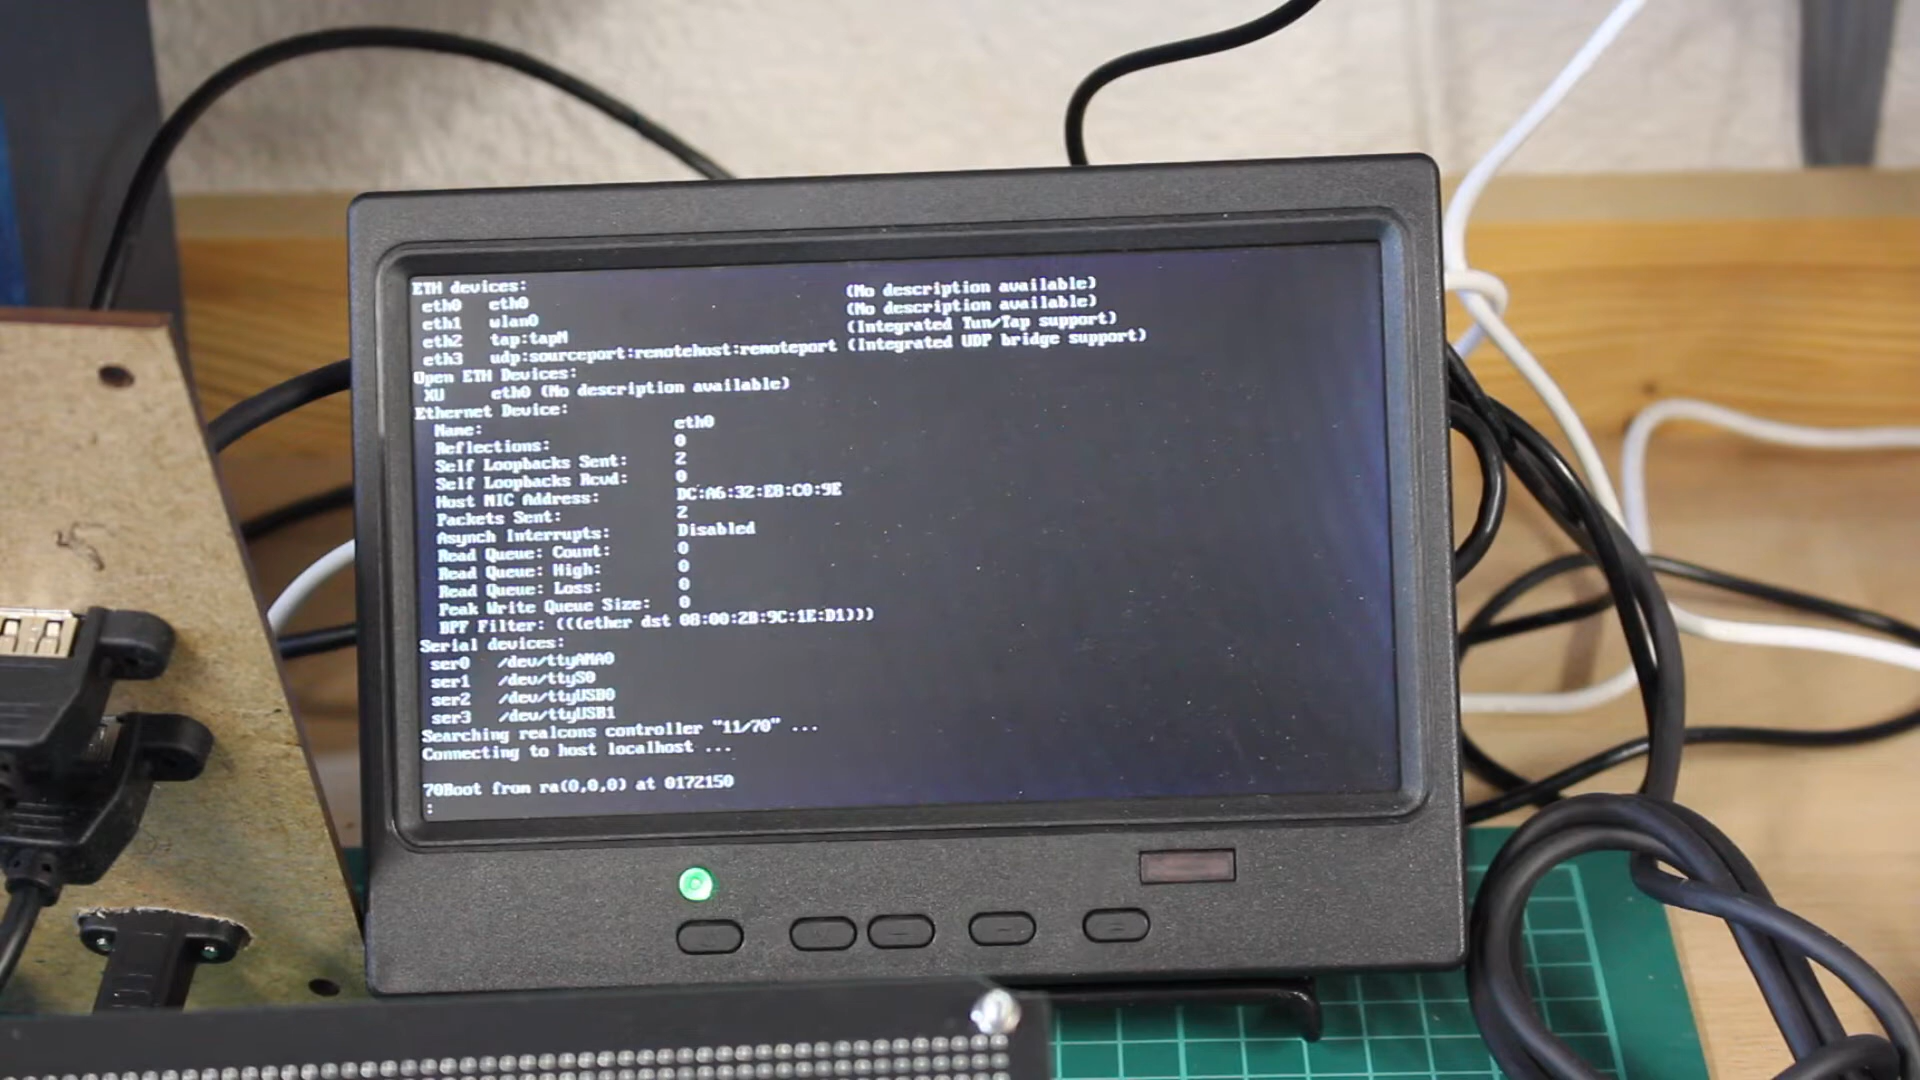 ETH devices:
eth0 eth0 (No description available)
eth1 wlan0 (No description available)
eth2 tap:tapN (Integrated Tun/Tap support)
eth3 udp:sourceport:remotehost:remoteport (Integrated UDP bridge support)
Open ETH Devices:
XU eth0 (No description available)
Ethernet Device:
Name: eth0
Reflections: 0
Self Loopbacks Sent: 2
Self Loopbacks Rcvd: 0
Host NIC Address: DC:A6:32:E8:C0:9E
Packets Sent: 2
Asynch Interrupts: Disabled
Read Queue: Count: 0
Read Queue: High: 0
Read Queue: Loss: 0
Peak Write Queue Size: 0
BPF Filter: (((ether dst 08:00:2B:9C:1E:D1)))
Serial devices:
ser0 /dev/ttyAMA0
ser1 /dev/ttyS0
ser2 /dev/ttyUSB0
ser3 /dev/ttyUSB1
Searching realcons controller "11/70" ...
Connecting to host localhost ...
70Boot from ra(0,0,0) at 0172150
: